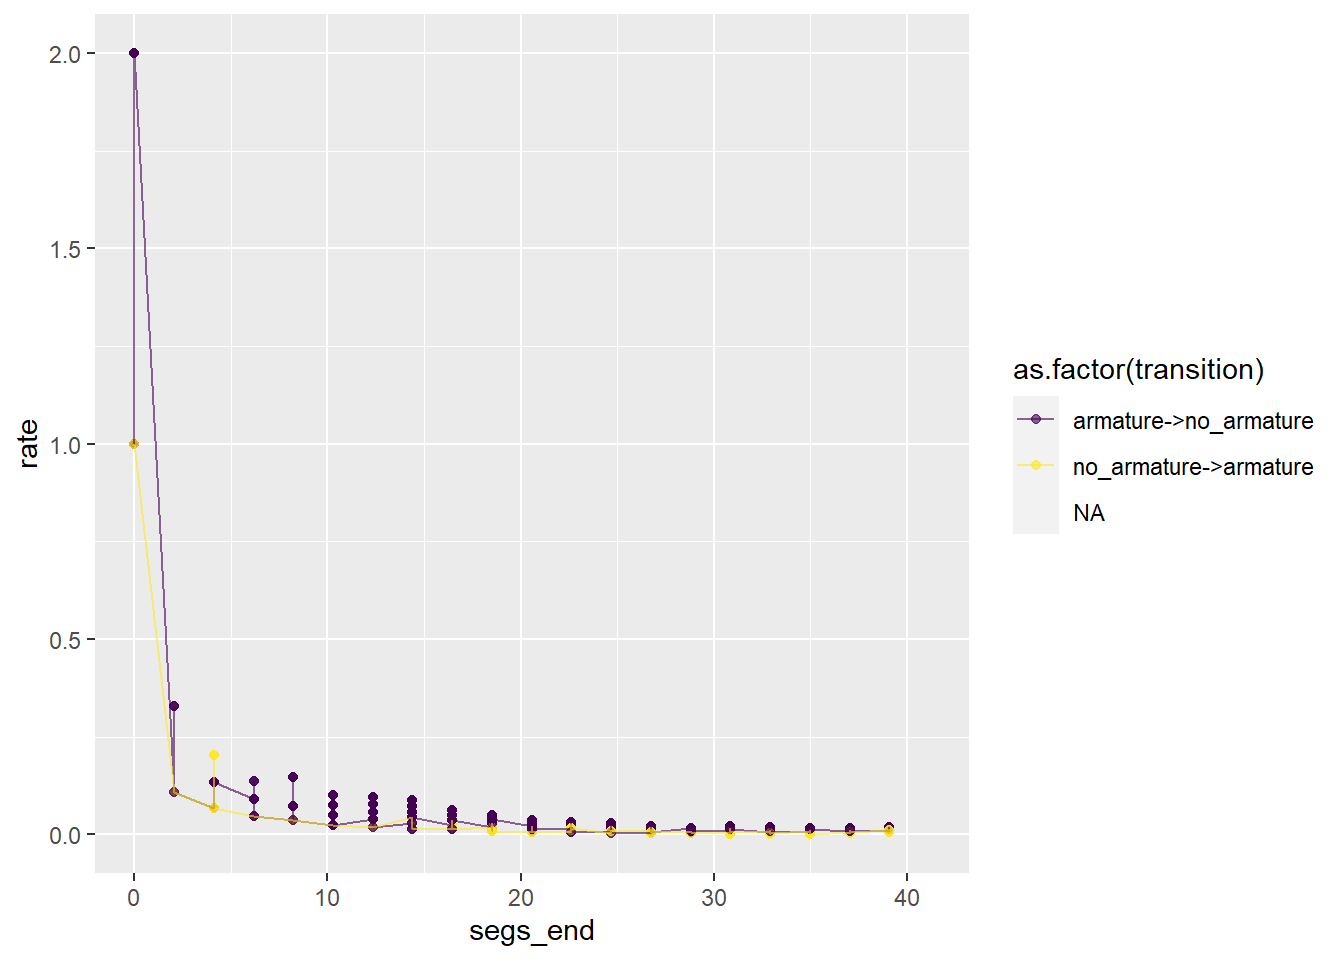 2.0
1.5
1.0
0.5
0.0
rate
0
10
20
30
40
segs_end
as.factor(transition)
armature->no_armature
no_armature->armature
NA